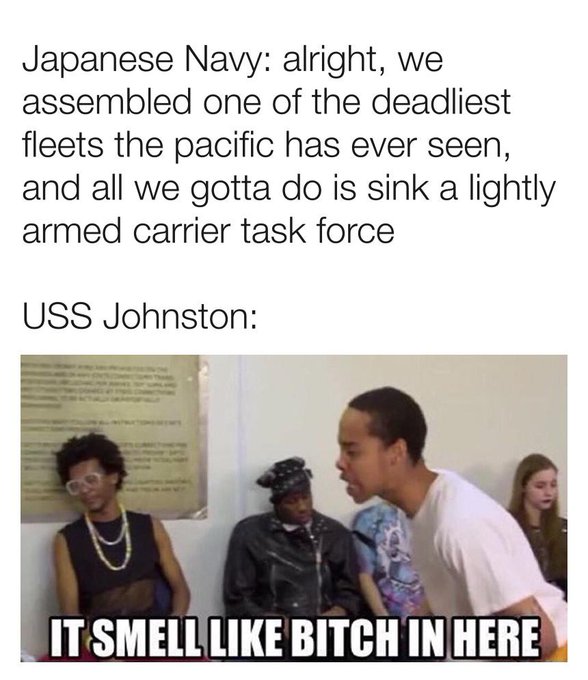 Japanese Navy: alright, we
assembled one of the deadliest
fleets the pacific has ever seen,
and all we gotta do is sink a lightly
armed carrier task force
USS Johnston:
IT SMELL LIKE BITCH IN HERE